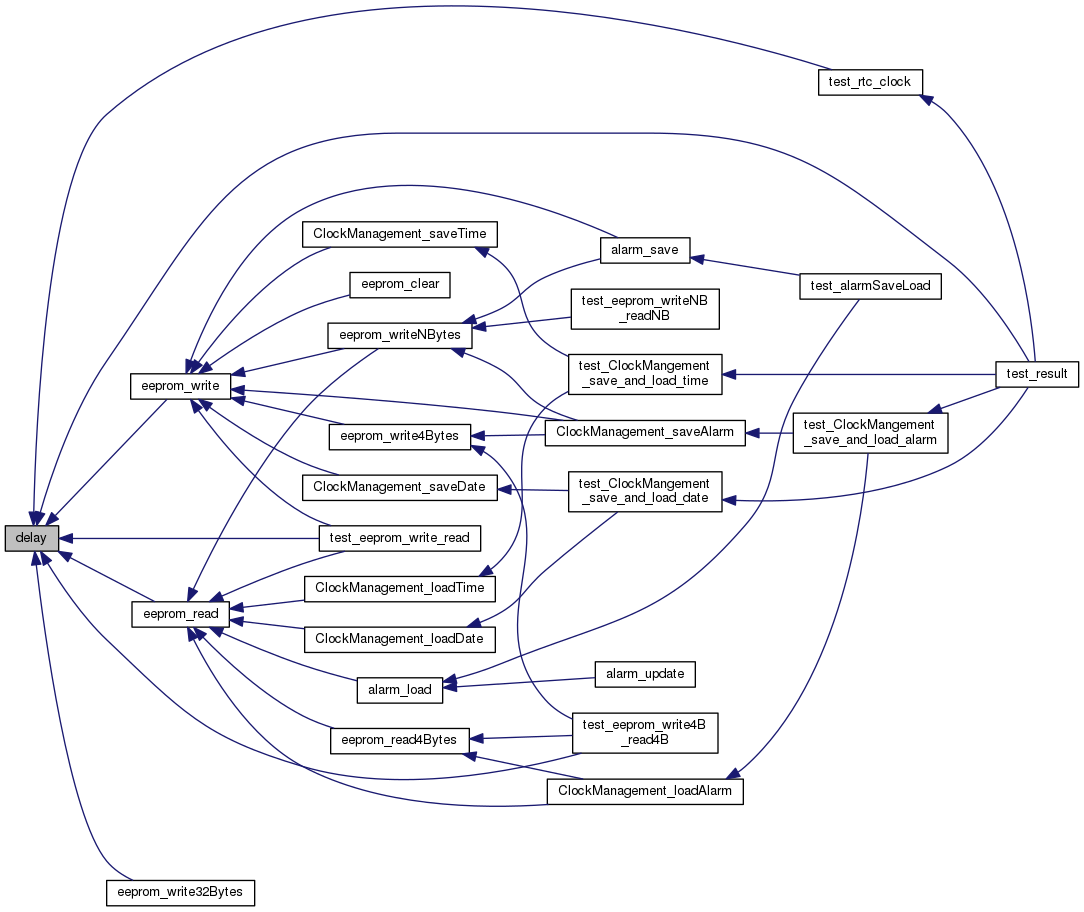 test_rtc_clock
ClockManagement_saveTime
alarm_save
eeprom_clear
test_alarmSaveLoad
test_eeprom_writeNB
_readNB
eeprom_writeNBytes
test_ClockMangement
_save_and_load_time
test_result
eeprom_write
eeprom_write4Bytes
ClockManagement_saveAlarm
test_ClockMangement
_save_and_load_alarm
ClockManagement_saveDate
test_ClockMangement
_save_and_load_date
delay
test_eeprom_write_read
ClockManagement_loadTime
eeprom_read
ClockManagement_loadDate
alarm_update
alarm_load
test_eeprom_write4B
_read4B
eeprom_read4Bytes
ClockManagement_loadAlarm
eeprom_write32Bytes